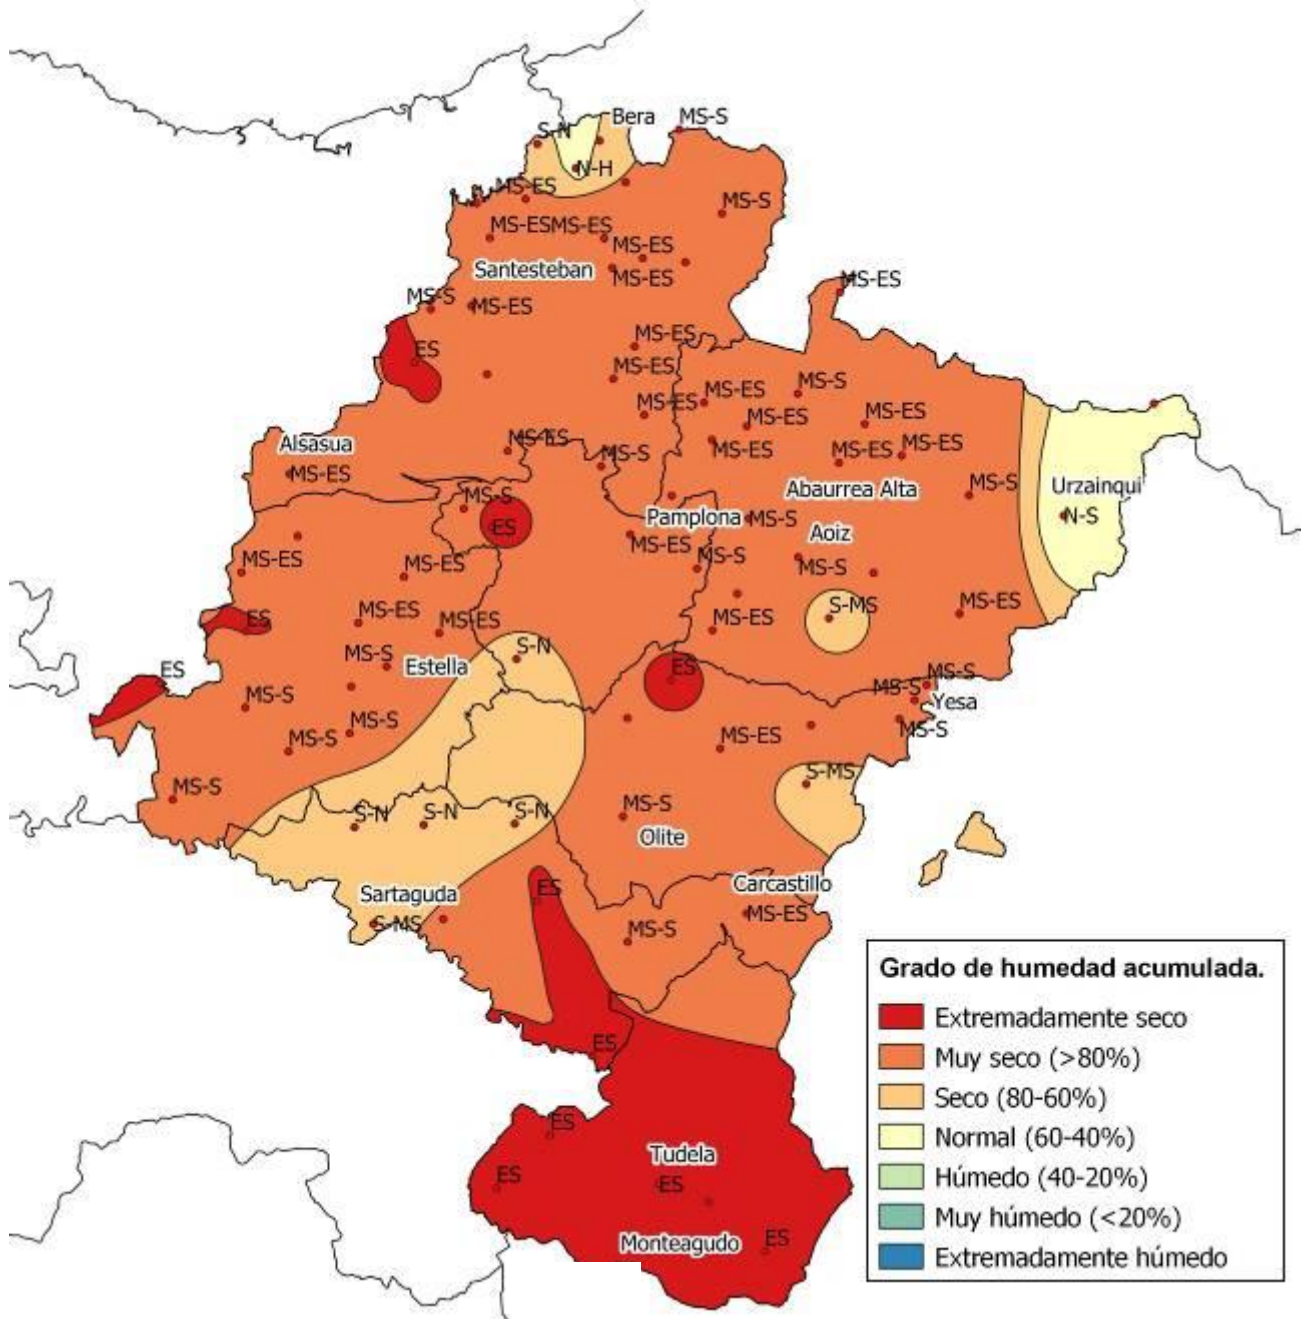 Bera
MS-S
S-N
N-H
MS-ES
MS-S
MS-ES
MS-ES
MS-ES
Santesteban
MS-ES
MS-ES
MS-S
MS-ES
MS-ES
ES
MS-ES
MS-S
MS-ES
MS-ES
MS-ES
MS-ES
Alsasua
MS-ES
MS-ES
MS-ES
MS-ES
MS-S
MS-ES
MS-ES
Abaurrea Alta
MS-S
Urzainqui
MS-S
Pamplona
MS-S
N-S
ES
Aoiz
MS-ES
MS-S
MS-S
MS-ES
MS-ES
MS-ES
S-MS
MS-ES
ES
MS-ES
MS-ES
S-N
MS-S
Estella
ES
ES
MS-S
MS-S
Yesa
MS-S
MS-S
MS-S
MS-ES
MS-S
S-MS
MS-S
S-N
S-N
S-N
MS-S
Olite
Sartaguda
ES
Carcastillo
S-MS
MS-S
MS-ES
ES
ES
Tudela
ES
ES
Monteagudo
ES
Grado de humedad acumulada.
Extremadamente seco
Muy seco (>80%)
Seco (80-60%)
Normal (60-40%)
Húmedo (40-20%)
Muy húmedo (<20%)
Extremadamente húmedo